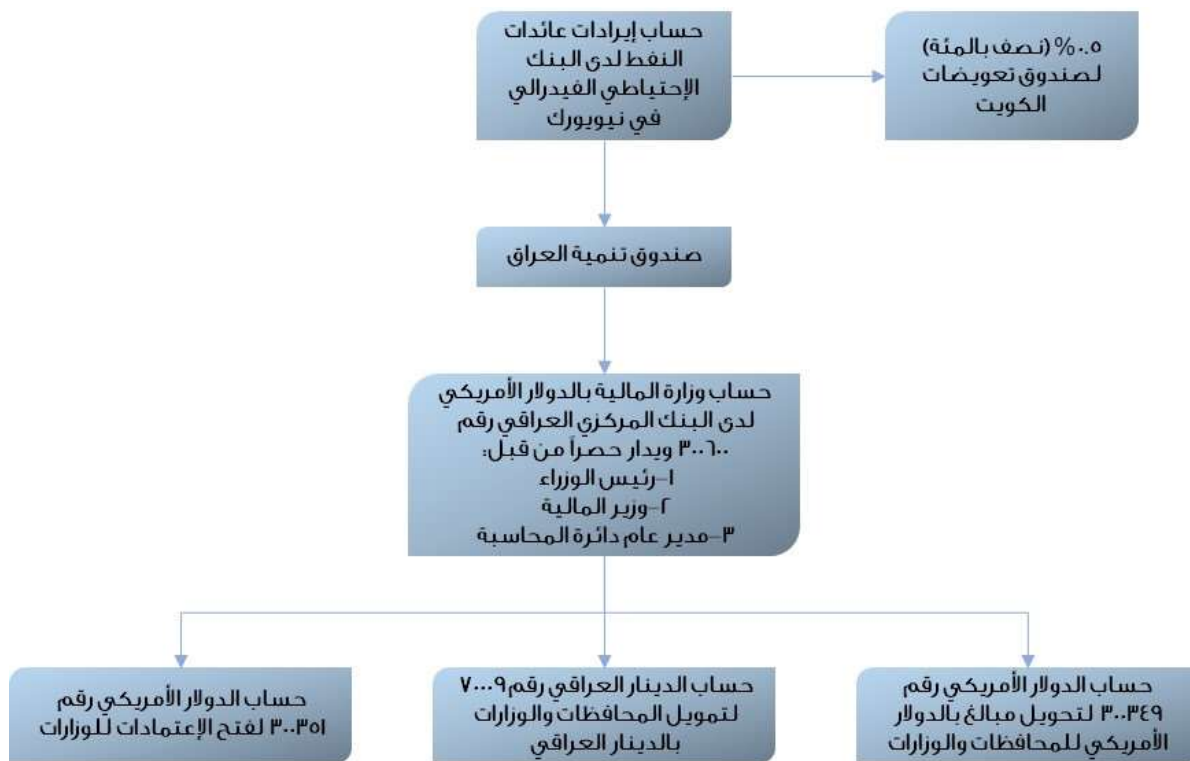 حساب إيرادات عائدات
النفط لدى البنك
الإحتياطي الفيدرالي
في نيويورك
٠.٥% (نصف بالمئة)
لصندوق تعويضات
الكويت
صندوق تنمية العراق
حساب وزارة المالية بالدولار الأمريكي
لدى البنك المركزي العراقي رقم
٣٠٠٦٠٠ ويدار حصراً من قبل:
١-رئيس الوزراء
٢-وزير المالية
٣-مدير عام دائرة المحاسبة
حساب الدولار الأمريكي رقم
٣٠٠٣٤٩ لتحويل مبالغ بالدولار
الأمريكي للمحافظات والوزارات
حساب الدينار العراقي رقم ٧٠٠٠٩
لتمويل المحافظات والوزارات
بالدينار العراقي
حساب الدولار الأمريكي رقم
٣٠٠٣٥١ لفتح الإعتمادات للوزارات